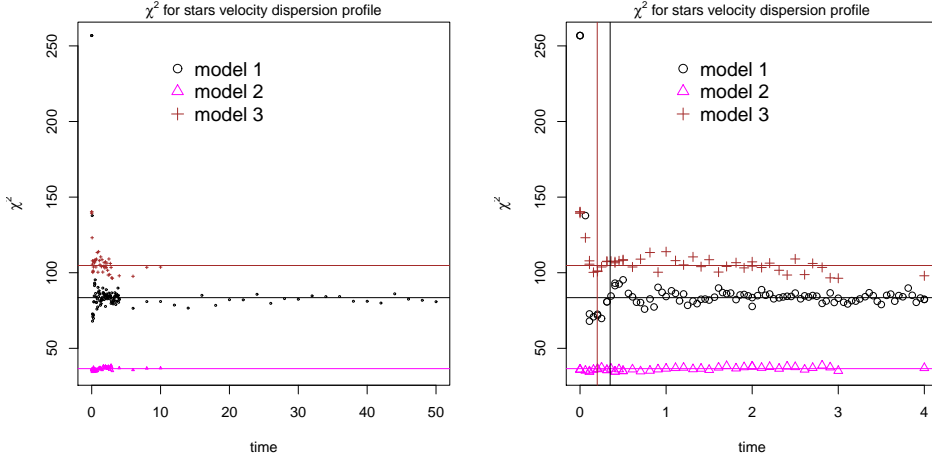 χ² for stars velocity dispersion profile
model 1
model 2
model 3
250
200
150
100
50
χ²
0 10 20 30 40 50
time
χ² for stars velocity dispersion profile
model 1
model 2
model 3
250
200
150
100
50
χ²
0 1 2 3 4
time